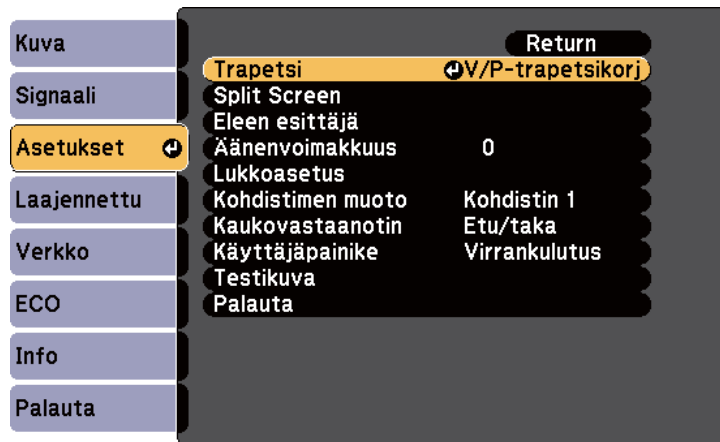 Kuva
Signaali
Asetukset
Laajennettu
Verkko
ECO
Info
Palauta
Return
Trapetsi V/P-trapetsikorj
Split Screen
Eleen esittäjä
Äänenvoimakkuus 0
Lukkoasetus
Kohdistimen muoto Kohdistin 1
Kaukovastaanotin Etu/taka
Käyttäjäpainike Virrankulutus
Testikuva
Palauta